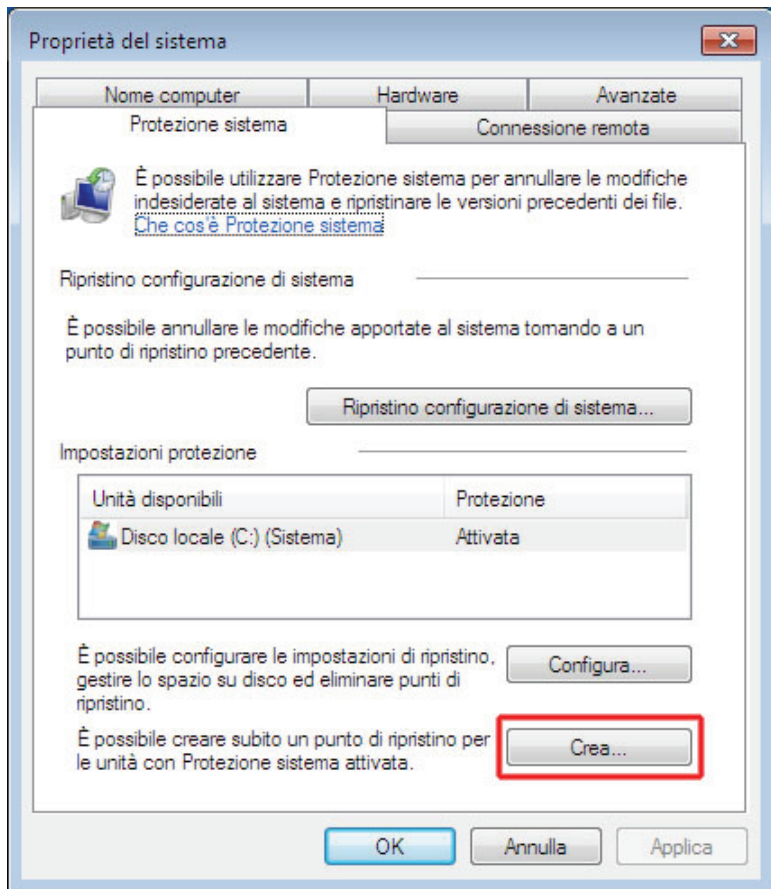 Proprietà del sistema
Nome computer
Hardware
Avanzate
Protezione sistema
Connessione remota
È possibile utilizzare Protezione sistema per annullare le modifiche
indesiderate al sistema e ripristinare le versioni precedenti dei file.
Che cos'è Protezione sistema
Ripristino configurazione di sistema
È possibile annullare le modifiche apportate al sistema tornando a un
punto di ripristino precedente.
Ripristino configurazione di sistema...
Impostazioni protezione
Unità disponibili
Protezione
Disco locale (C:) (Sistema)
Attivata
È possibile configurare le impostazioni di ripristino,
gestire lo spazio su disco ed eliminare punti di
ripristino.
Configura...
È possibile creare subito un punto di ripristino per
le unità con Protezione sistema attivata.
Crea...
OK
Annulla
Applica